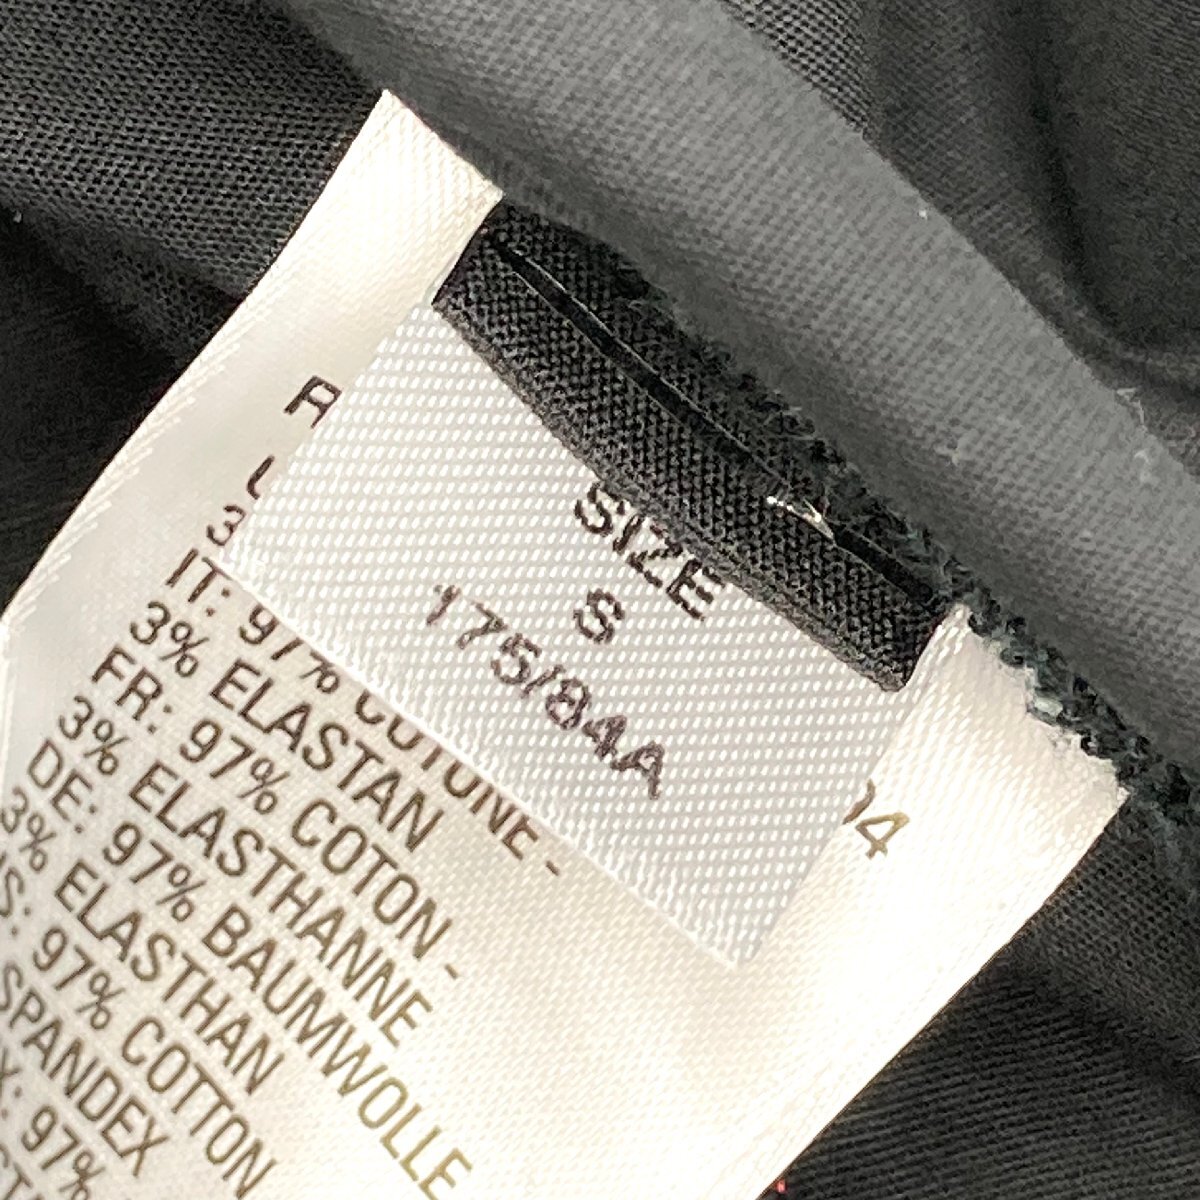 SIZE
S
175/84A
IT: 97% COTONE -
3% ELASTAN
FR: 97% COTON -
3% ELASTHANNE
DE: 97% BAUMWOLLE
3% ELASTHAN
97% COTTON
SPANDEX
97%